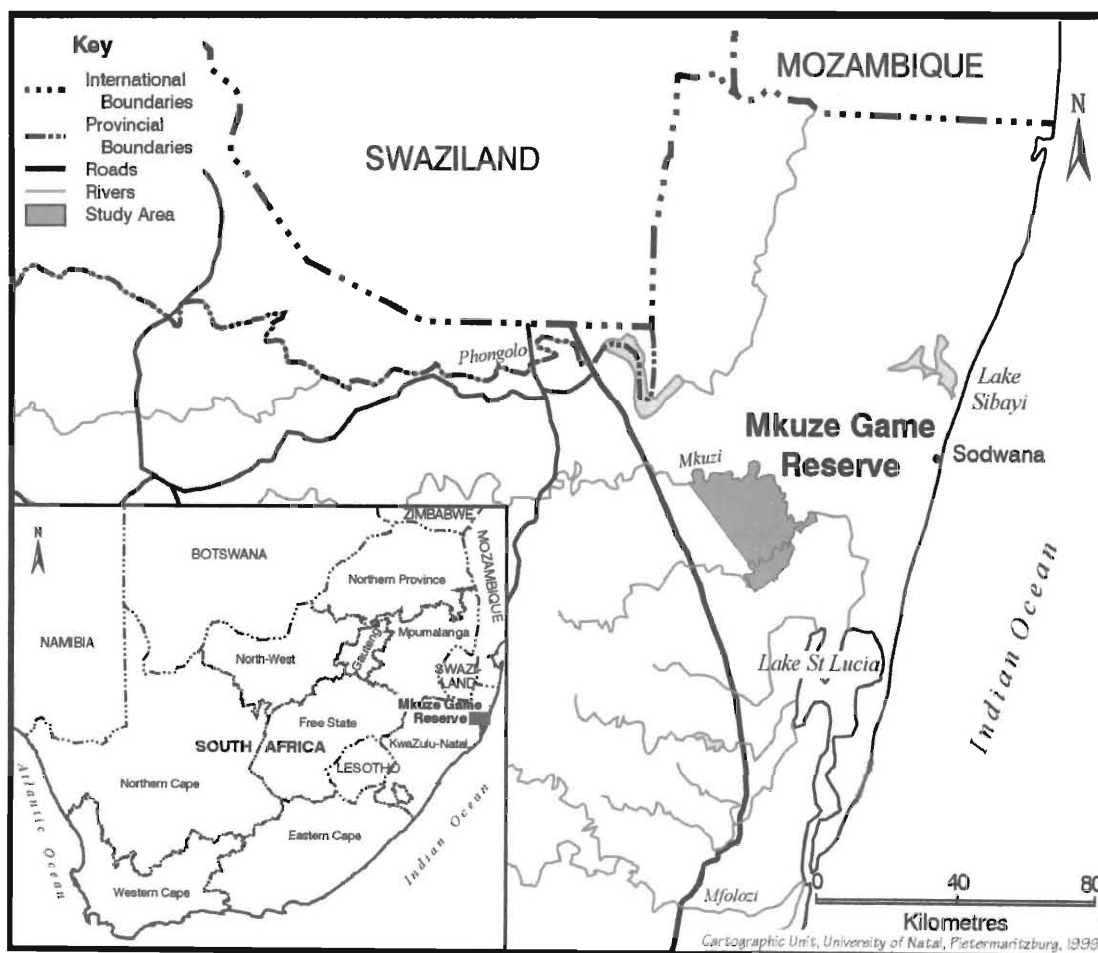 Key
International
Boundaries
Provincial
Boundaries
Roads
Rivers
Study Area
MOZAMBIQUE
N
SWAZILAND
Phongolo
Lake
Sibayi
Mkuze Game
Reserve
Sodwana
Mkuzi
Indian Ocean
Lake St Lucia
Mfolozi
0 40 80
Kilometres
Cartographic Unit, University of Natal, Pietermaritzburg, 1999
N
ZIMBABWE
BOTSWANA
MOZAMBIQUE
Northern Province
NAMIBIA
North-West
Gauteng
Mpumalanga
SWAZI-
LAND
Mkuze Game
Reserve
Free State
KwaZulu-Natal
SOUTH AFRICA
LESOTHO
Northern Cape
Atlantic Ocean
Indian Ocean
Eastern Cape
Western Cape